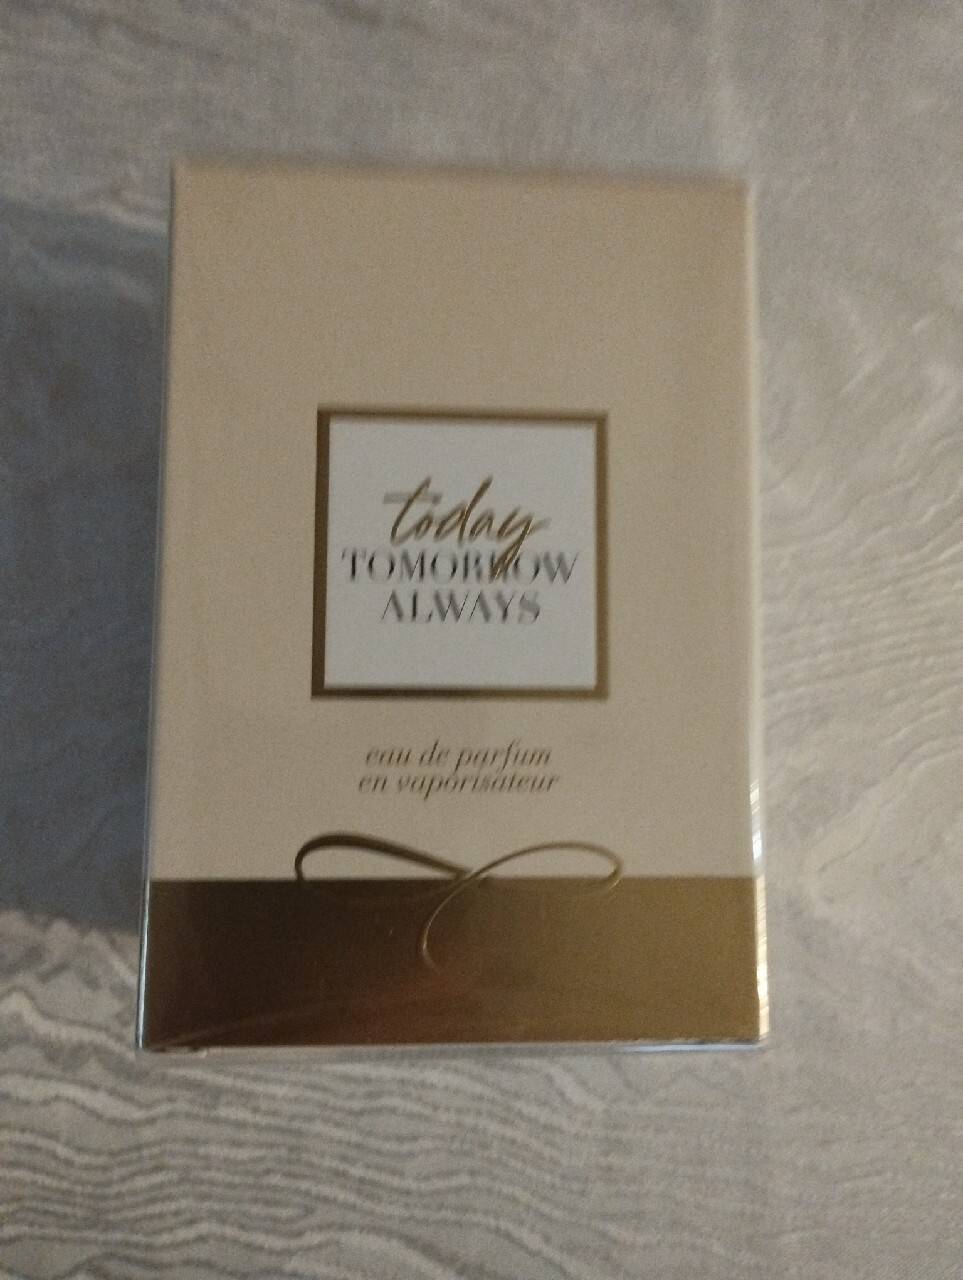 today
TOMORROW
ALWAYS
eau de parfum
en vaporisateur